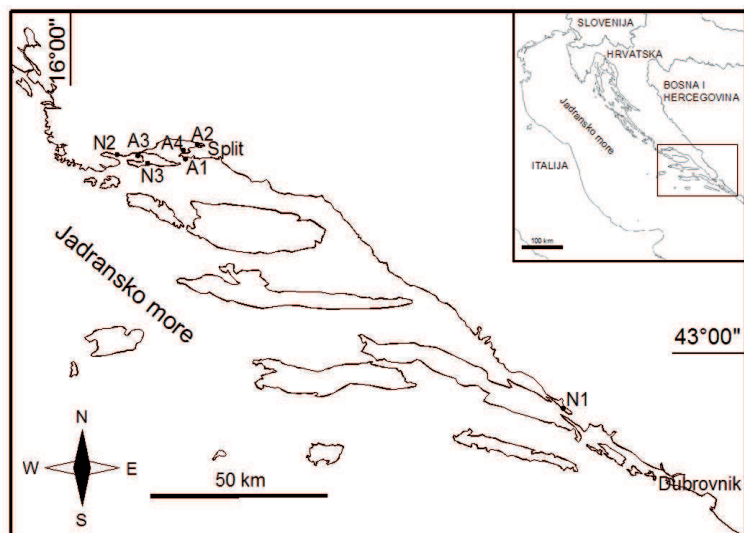 16°00"
SLOVENIJA
HRVATSKA
BOSNA I
HERCEGOVINA
Jadransko more
ITALIJA
100 km
N2
A3
A4
A2
Split
N3
A1
Jadransko more
43°00"
N1
N
W
E
S
50 km
Dubrovnik